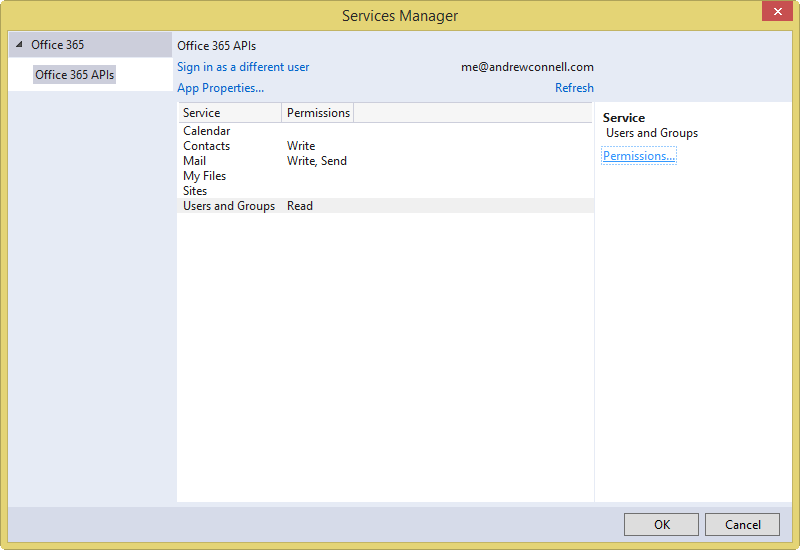 Services Manager
Office 365
Office 365 APIs
Office 365 APIs
Sign in as a different user me@andrewconnell.com
App Properties... Refresh
Service Permissions
Calendar
Contacts Write
Mail Write, Send
My Files
Sites
Users and Groups Read
Service
Users and Groups
Permissions...
OK Cancel